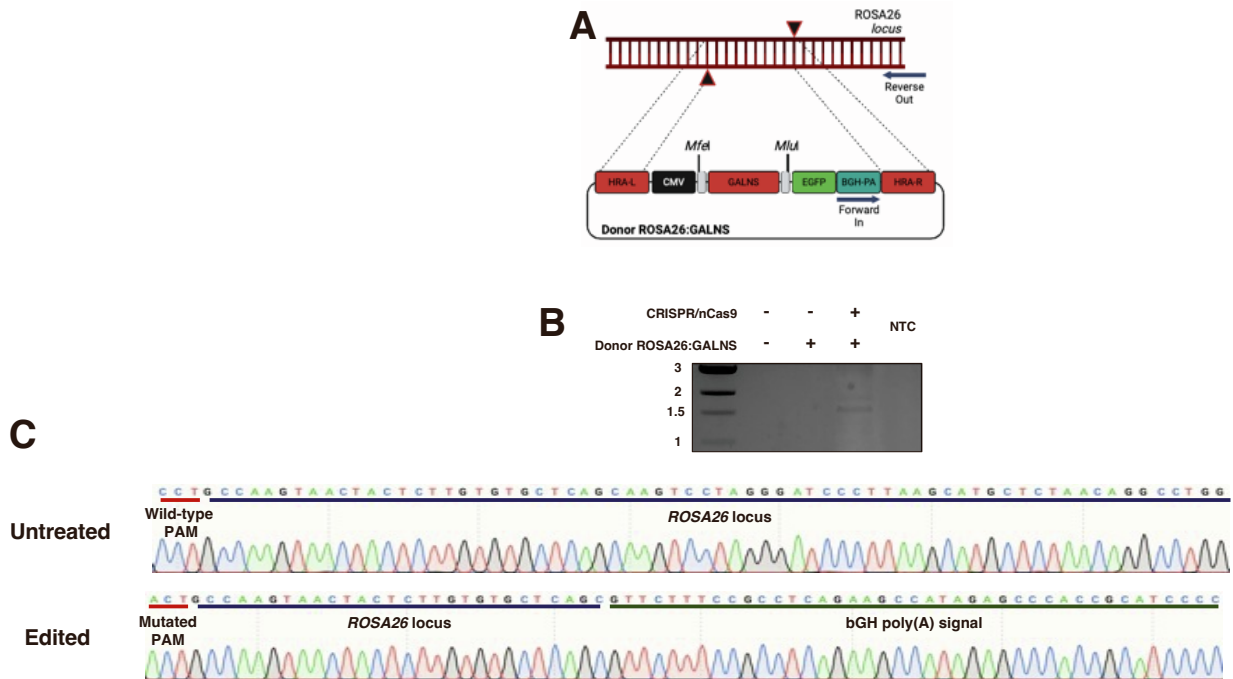 A
ROSA26
locus
Reverse
Out
MfeI
MluI
HRA-L
CMV
GALNS
EGFP
BGH-PA
HRA-R
Forward
In
Donor ROSA26:GALNS
B
CRISPR/nCas9 - - +
NTC
Donor ROSA26:GALNS - + +
3
2
1.5
1
C
C C T G C C A A G T A A C T A C T C T T G T G T G C T C A G C A A G T C C T A G G G A T C C C T T A A G C A T G C T C T A A C A G G C C T G G
Untreated
Wild-type
PAM
ROSA26 locus
A C T G C C A A G T A A C T A C T C T T G T G T G C T C A G C G T T C T T T C C G C C T C A G A A G C C A T A G A G C C C A C C G C A T C C C C
Edited
Mutated
PAM
ROSA26 locus
bGH poly(A) signal